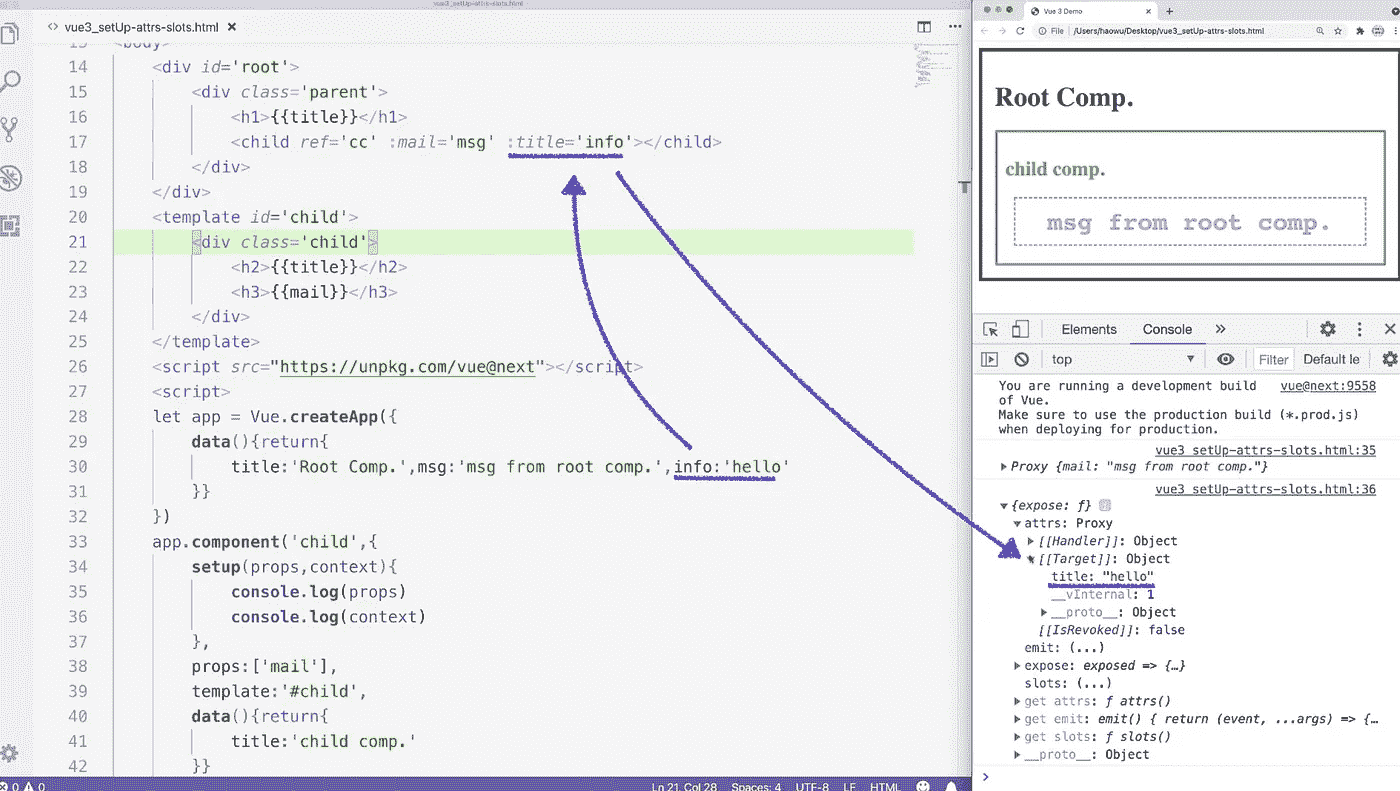 vue3_setUp-attrs-slots.html
<> vue3_setUp-attrs-slots.html ×
13 <body>
14 <div id='root'>
15 <div class='parent'>
16 <h1>{{title}}</h1>
17 <child ref='cc' :mail='msg' :title='info'></child>
18 </div>
19 </div>
20 <template id='child'>
21 <div class='child'>
22 <h2>{{title}}</h2>
23 <h3>{{mail}}</h3>
24 </div>
25 </template>
26 <script src="https://unpkg.com/vue@next"></script>
27 <script>
28 let app = Vue.createApp({
29 data(){return{
30 title:'Root Comp.',msg:'msg from root comp.',info:'hello'
31 }}
32 })
33 app.component('child',{
34 setup(props,context){
35 console.log(props)
36 console.log(context)
37 },
38 props:['mail'],
39 template:'#child',
40 data(){return{
41 title:'child comp.'
42 }}
0 0
Ln 21, Col 28 Spaces: 4 UTF-8 LF HTML
Vue 3 Demo
File /Users/haowu/Desktop/vue3_setUp-attrs-slots.html
Root Comp.
child comp.
msg from root comp.
Elements Console »
top Filter Default le
You are running a development build vue@next:9558
of Vue.
Make sure to use the production build (*.prod.js)
when deploying for production.
vue3 setUp-attrs-slots.html:35
Proxy {mail: "msg from root comp."}
vue3 setUp-attrs-slots.html:36
{expose: ƒ}
attrs: Proxy
[[Handler]]: Object
[[Target]]: Object
title: "hello"
__vInternal: 1
__proto__: Object
[[IsRevoked]]: false
emit: (...)
expose: exposed => {…}
slots: (...)
get attrs: ƒ attrs()
get emit: emit() { return (event, ...args) => {…
get slots: ƒ slots()
__proto__: Object